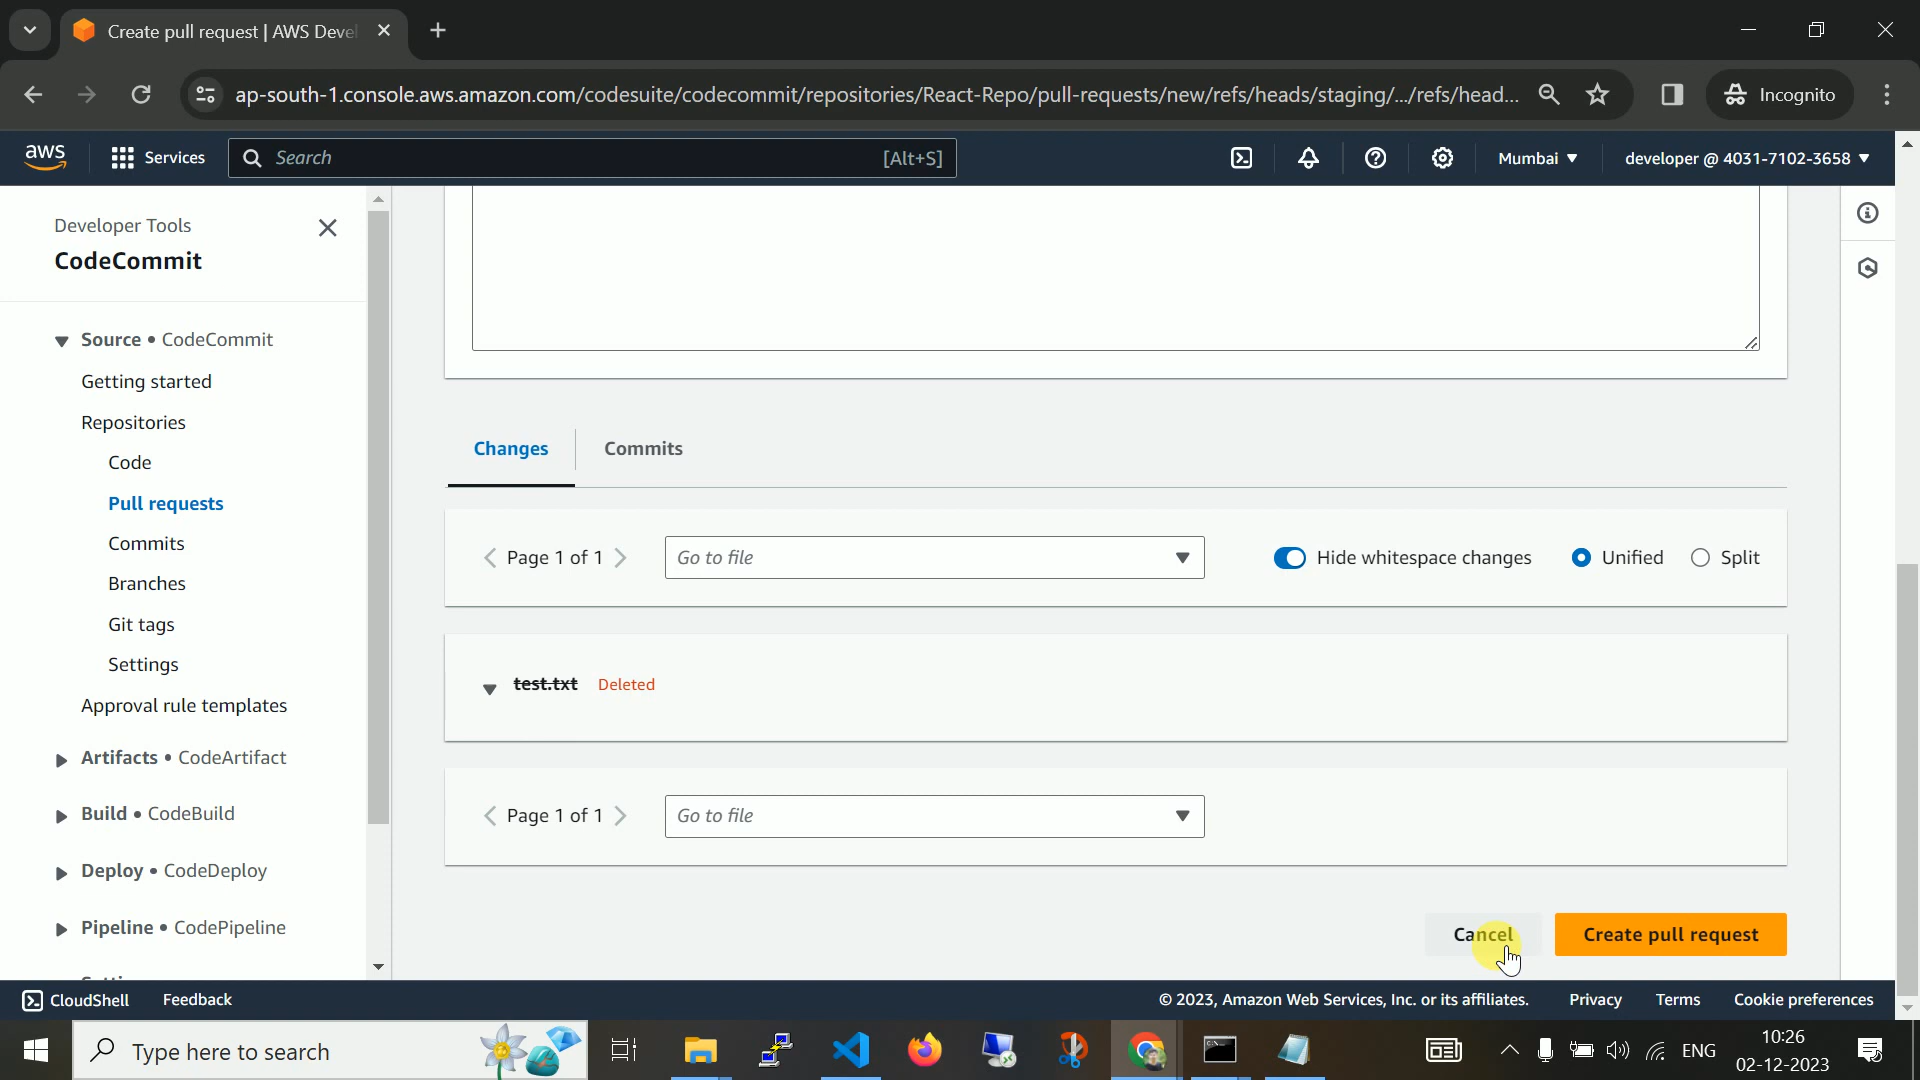 Create pull request | AWS Deve
ap-south-1.console.aws.amazon.com/codesuite/codecommit/repositories/React-Repo/pull-requests/new/refs/heads/staging/.../refs/head...
Incognito
aws
Services
Search
[Alt+S]
Mumbai
developer @ 4031-7102-3658
Developer Tools
CodeCommit
Source • CodeCommit
Getting started
Repositories
Code
Pull requests
Commits
Branches
Git tags
Settings
Approval rule templates
Artifacts • CodeArtifact
Build • CodeBuild
Deploy • CodeDeploy
Pipeline • CodePipeline
Changes
Commits
Page 1 of 1
Go to file
Hide whitespace changes
Unified
Split
test.txt Deleted
Page 1 of 1
Go to file
Cancel
Create pull request
CloudShell
Feedback
© 2023, Amazon Web Services, Inc. or its affiliates.
Privacy
Terms
Cookie preferences
Type here to search
ENG
10:26
02-12-2023